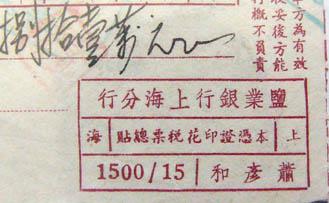 方為有效
妥後方能
行概不負責
捌拾壹萬元
鹽業銀行上海分行
上 本憑證印花稅票總貼 海
蕭彥和 1500/15